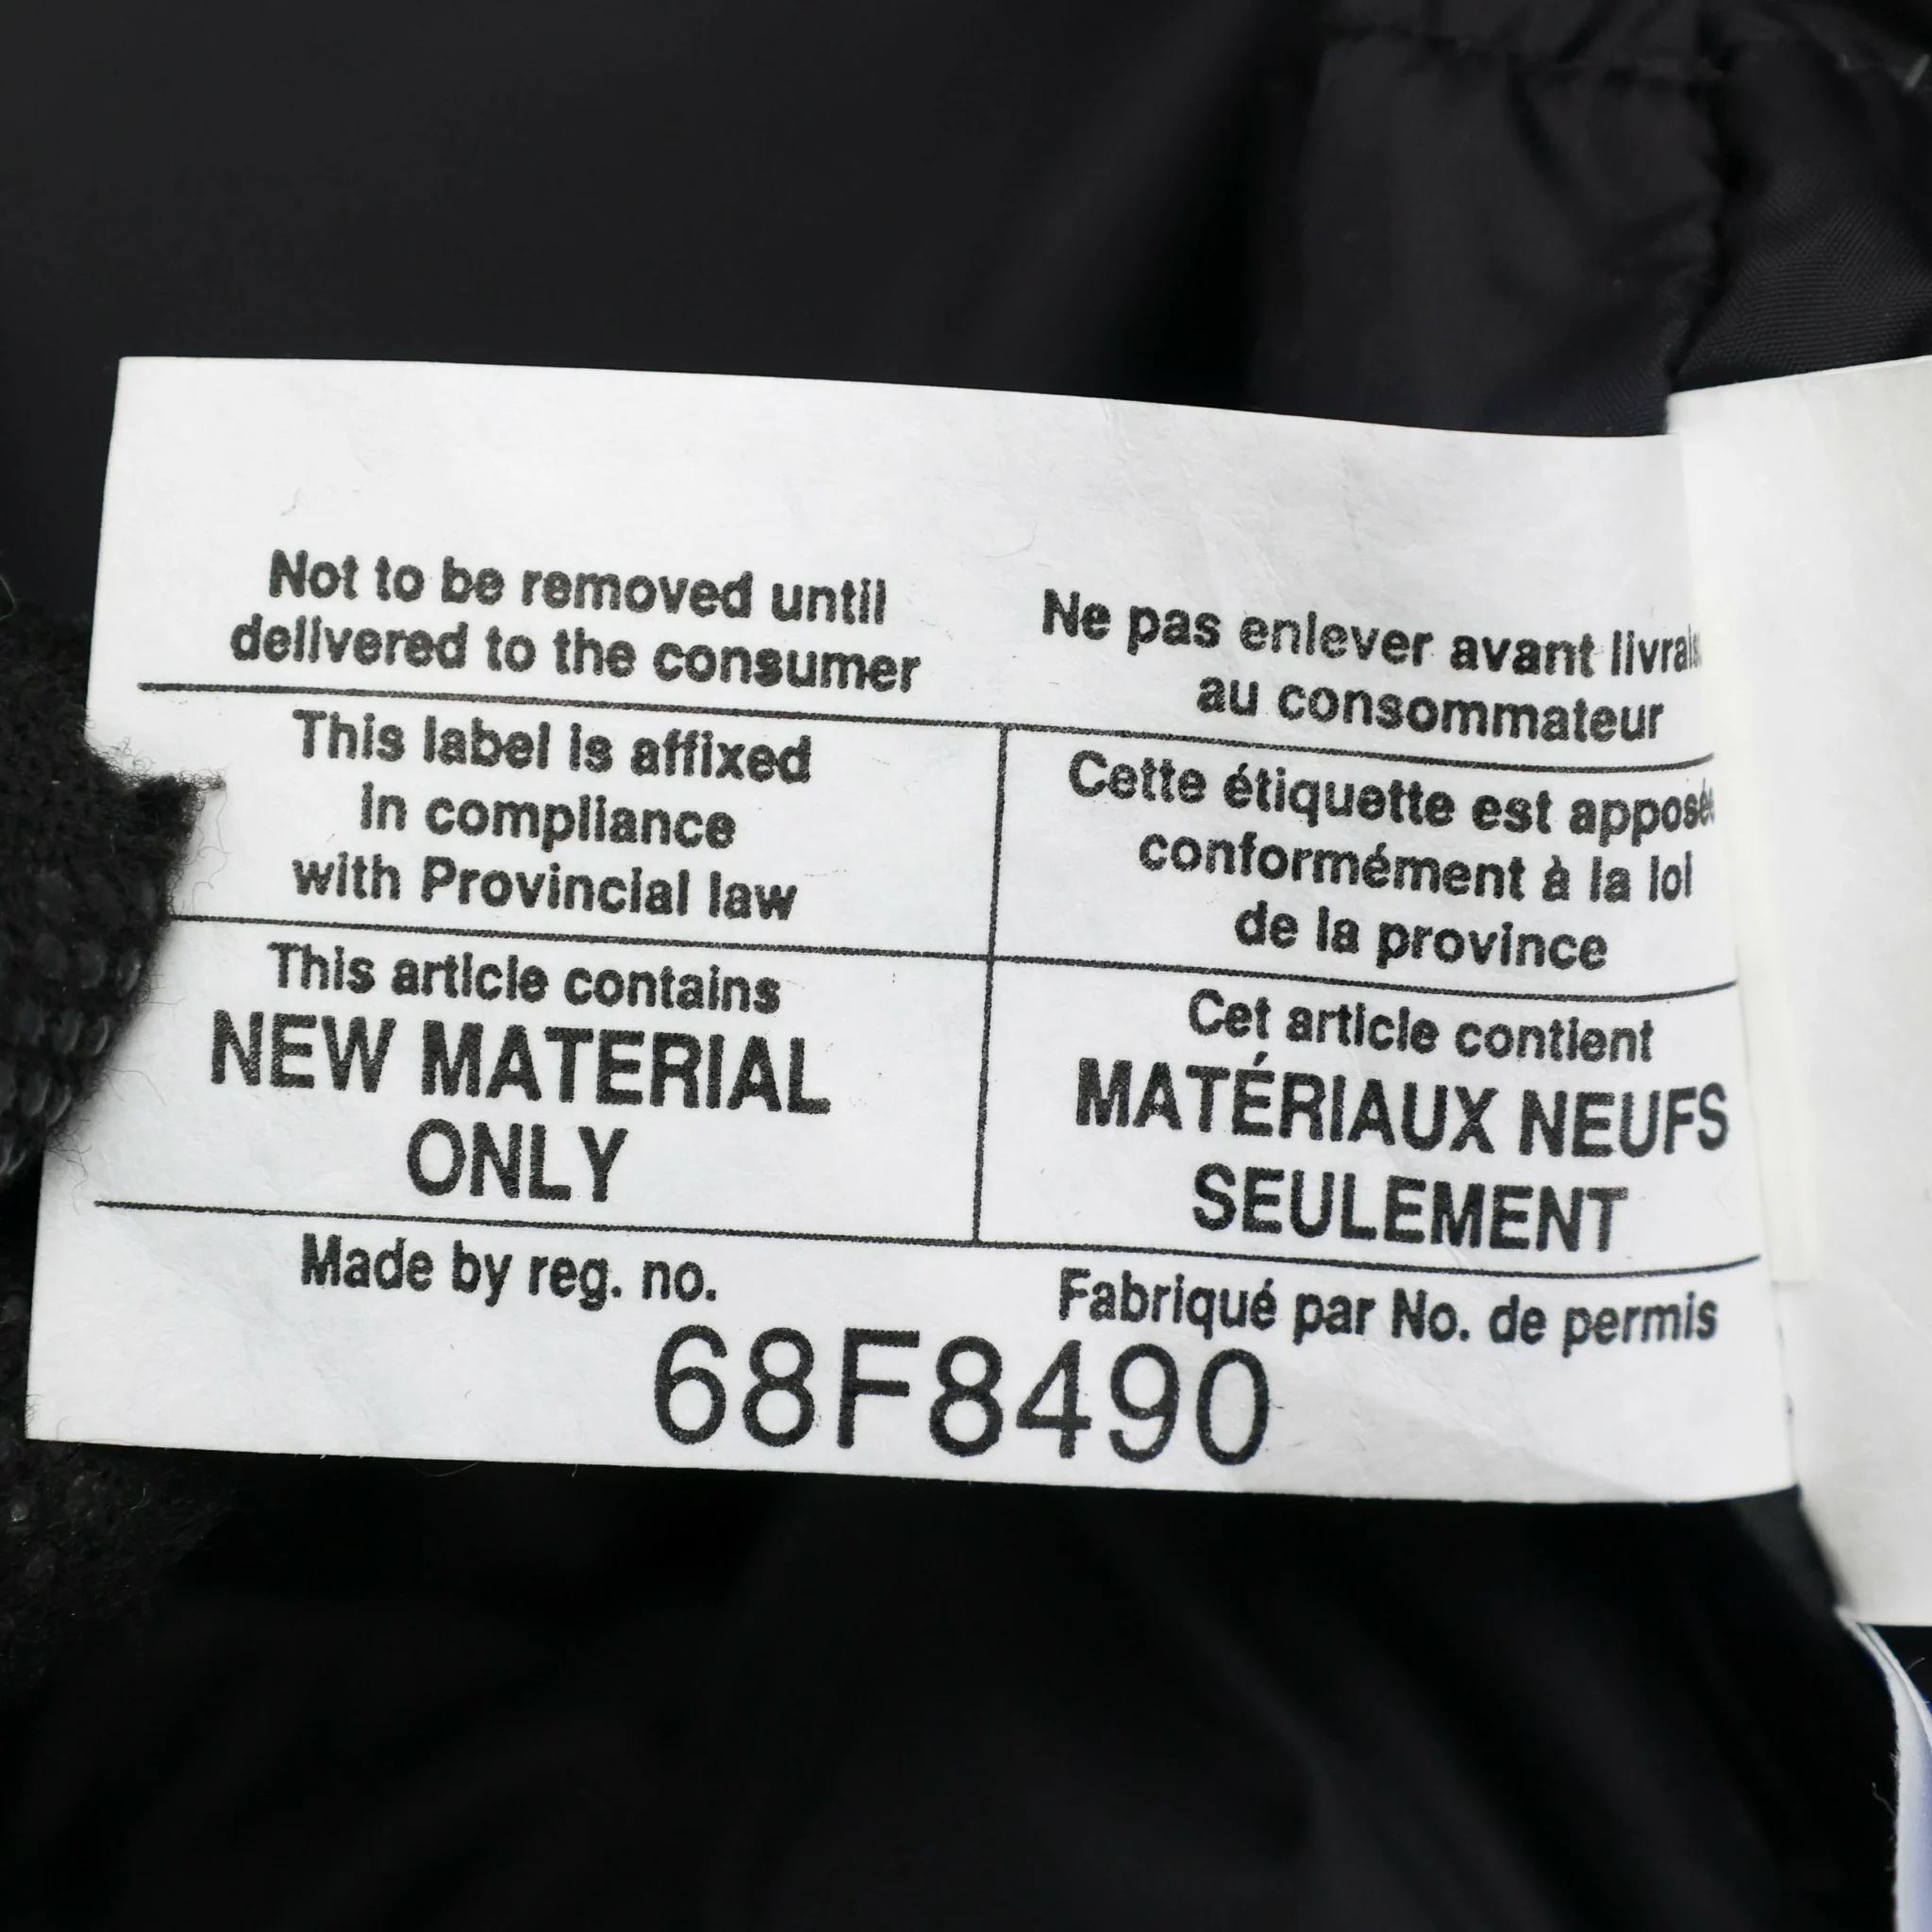 Not to be removed until
delivered to the consumer
Ne pas enlever avant
au consommateur
This label is affixed
in compliance
with Provincial law
Cette étiquette est
conformément à la loi
de la province
This article contains
NEW MATERIAL
ONLY
Cet article contient
MATÉRIAUX NEUFS
SEULEMENT
Made by reg. no.
Fabriqué par No. de permis
68F8490